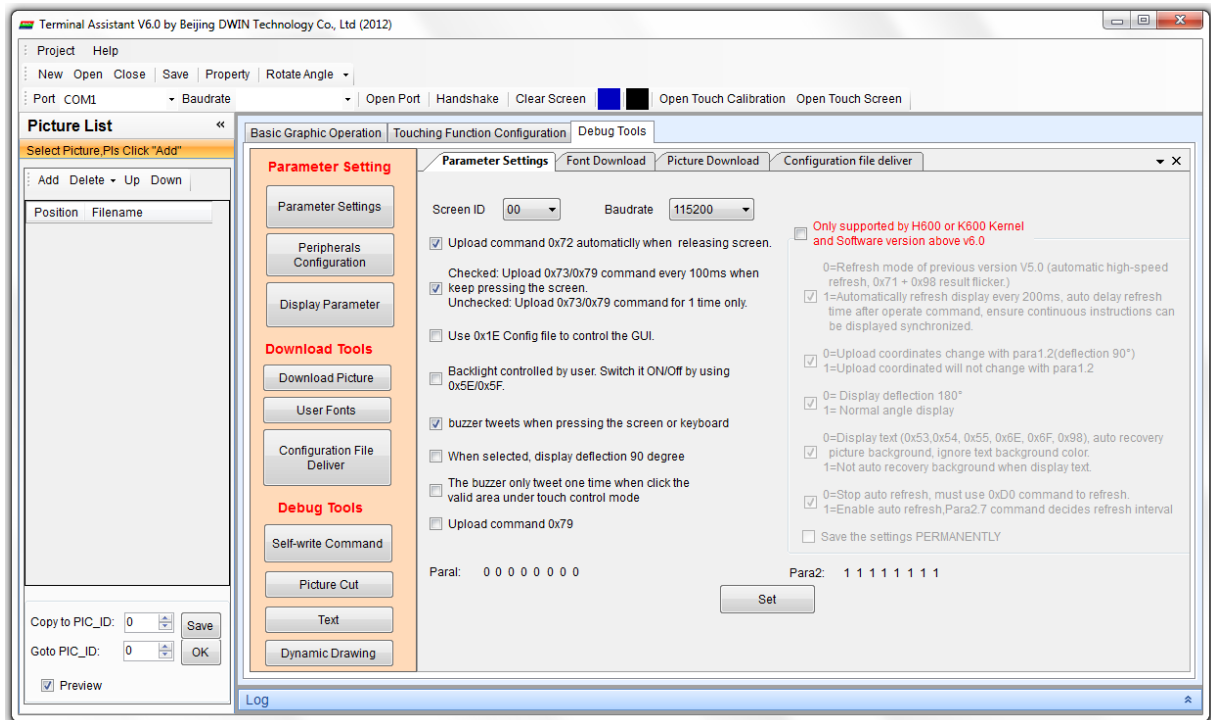 Terminal Assistant V6.0 by Beijing DWIN Technology Co., Ltd (2012)
Project Help
New Open Close Save Property Rotate Angle
Port COM1 Baudrate Open Port Handshake Clear Screen Open Touch Calibration Open Touch Screen
Picture List «
Select Picture,Pls Click "Add"
Add Delete Up Down
Position Filename
Copy to PIC_ID: 0 Save
Goto PIC_ID: 0 OK
Preview
Basic Graphic Operation Touching Function Configuration Debug Tools
Parameter Setting
Parameter Settings
Peripherals
Configuration
Display Parameter
Download Tools
Download Picture
User Fonts
Configuration File
Deliver
Debug Tools
Self-write Command
Picture Cut
Text
Dynamic Drawing
Parameter Settings Font Download Picture Download Configuration file deliver
Screen ID 00 Baudrate 115200
Upload command 0x72 automaticlly when releasing screen.
Checked: Upload 0x73/0x79 command every 100ms when
keep pressing the screen.
Unchecked: Upload 0x73/0x79 command for 1 time only.
Use 0x1E Config file to control the GUI.
Backlight controlled by user. Switch it ON/Off by using
0x5E/0x5F.
buzzer tweets when pressing the screen or keyboard
When selected, display deflection 90 degree
The buzzer only tweet one time when click the
valid area under touch control mode
Upload command 0x79
Paral: 0 0 0 0 0 0 0 0
Only supported by H600 or K600 Kernel
and Software version above v6.0
0=Refresh mode of previous version V5.0 (automatic high-speed
refresh, 0x71 + 0x98 result flicker.)
1=Automatically refresh display every 200ms, auto delay refresh
time after operate command, ensure continuous instructions can
be displayed synchronized.
0=Upload coordinates change with para1.2(deflection 90°)
1=Upload coordinated will not change with para1.2
0= Display deflection 180°
1= Normal angle display
0=Display text (0x53,0x54, 0x55, 0x6E, 0x6F, 0x98), auto recovery
picture background, ignore text background color.
1=Not auto recovery background when display text.
0=Stop auto refresh, must use 0xD0 command to refresh.
1=Enable auto refresh,Para2.7 command decides refresh interval
Save the settings PERMANENTLY
Para2: 1 1 1 1 1 1 1 1
Set
Log